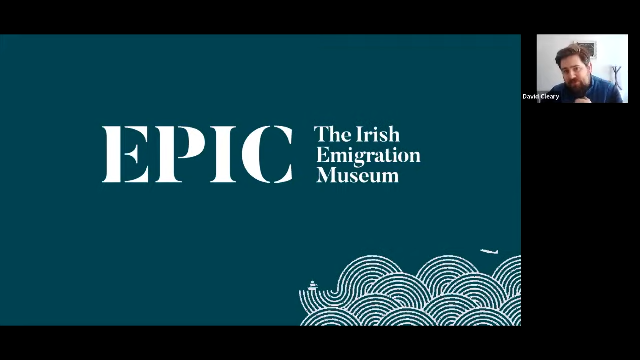 EPIC
The Irish
Emigration
Museum
David Cleary